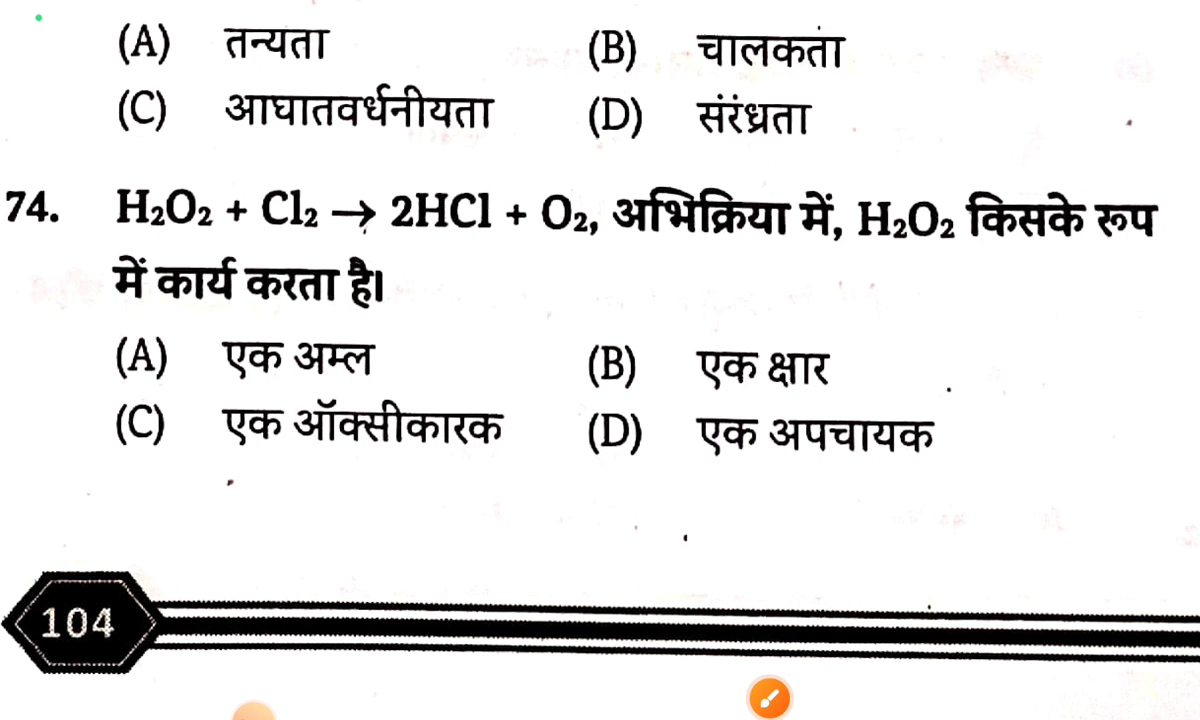 (A) तन्यता (B) चालकता
(C) आघातवर्धनीयता (D) संरंध्रता
74. H₂O₂ + Cl₂ → 2HCl + O₂, अभिक्रिया में, H₂O₂ किसके रूप
में कार्य करता है।
(A) एक अम्ल (B) एक क्षार
(C) एक ऑक्सीकारक (D) एक अपचायक
104